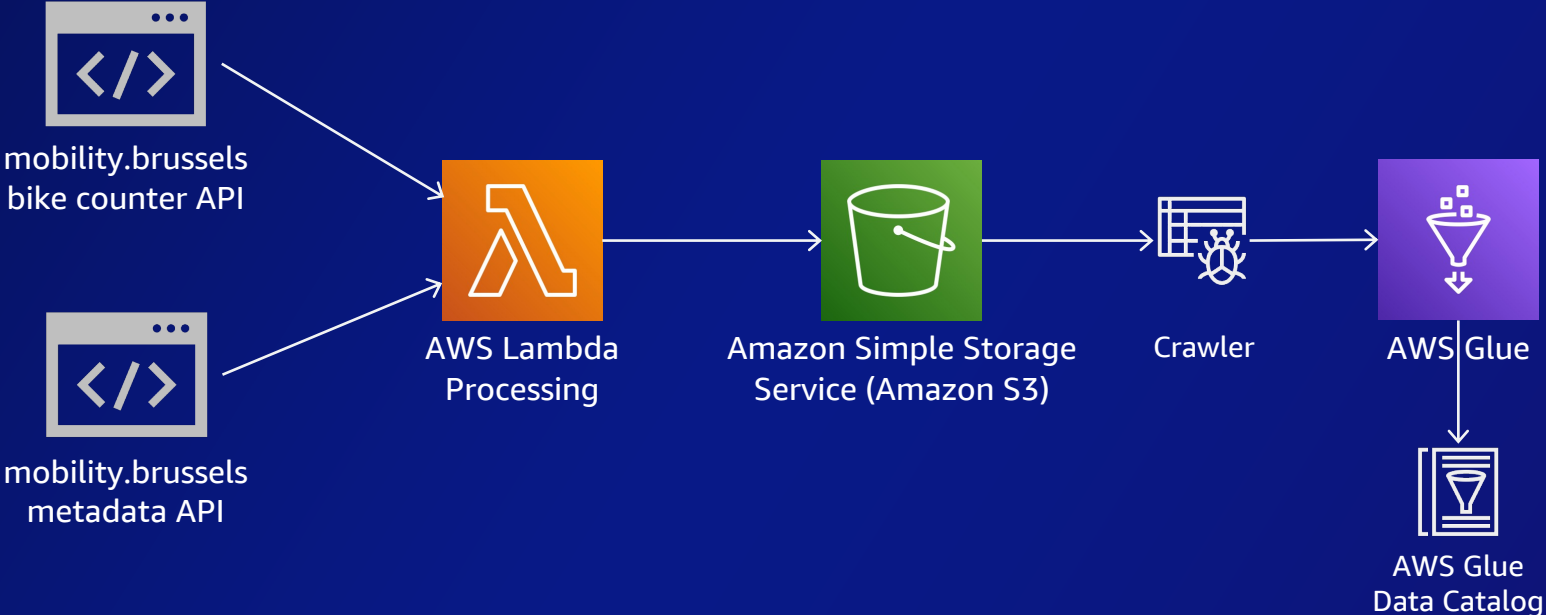 mobility.brussels
bike counter API
mobility.brussels
metadata API
AWS Lambda
Processing
Amazon Simple Storage
Service (Amazon S3)
Crawler
AWS Glue
AWS Glue
Data Catalog